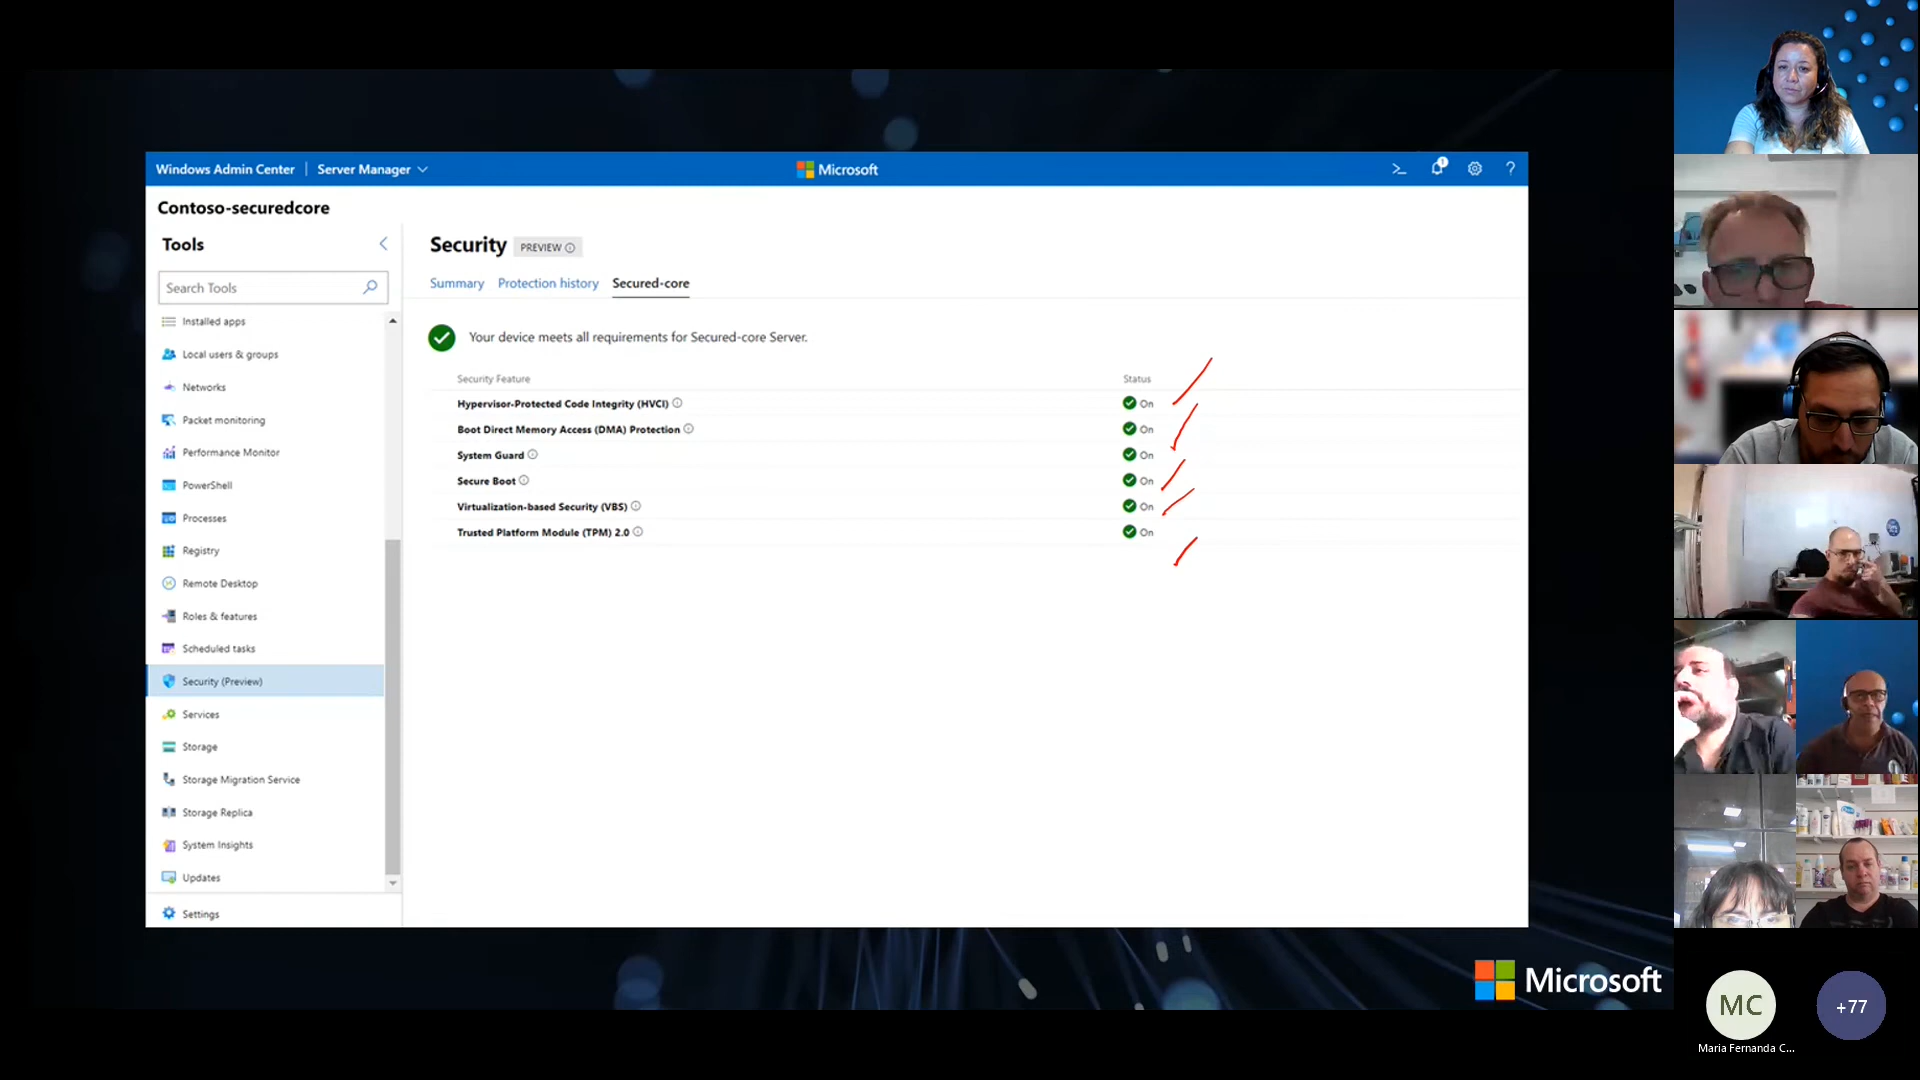 Windows Admin Center | Server Manager
Microsoft
Contoso-securedcore
Tools
Search Tools
Installed apps
Local users & groups
Networks
Packet monitoring
Performance Monitor
PowerShell
Processes
Registry
Remote Desktop
Roles & features
Scheduled tasks
Security (Preview)
Services
Storage
Storage Migration Service
Storage Replica
System Insights
Updates
Settings
Security PREVIEW
Summary Protection history Secured-core
Your device meets all requirements for Secured-core Server.
Security Feature Status
Hypervisor-Protected Code Integrity (HVCI) On
Boot Direct Memory Access (DMA) Protection On
System Guard On
Secure Boot On
Virtualization-based Security (VBS) On
Trusted Platform Module (TPM) 2.0 On
Microsoft
MC
+77
Maria Fernanda C...